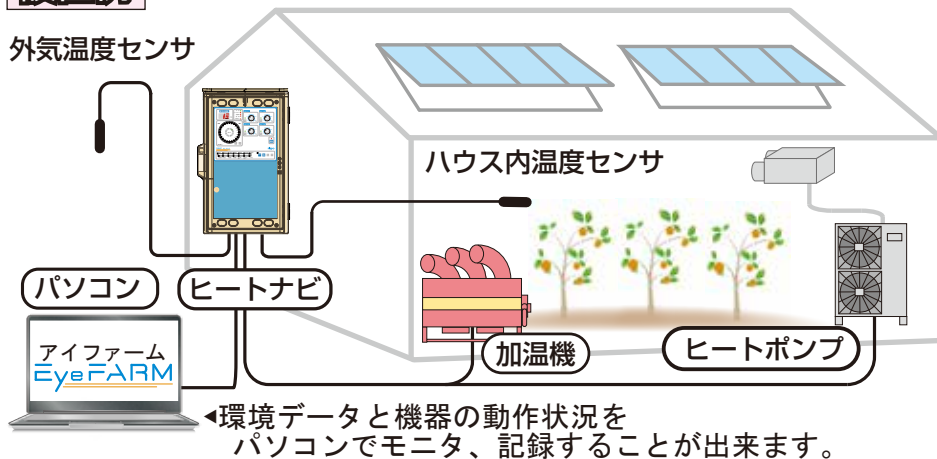 外気温度センサ
ハウス内温度センサ
パソコン
ヒートナビ
アイファーム
EyeFARM
加温機
ヒートポンプ
◀環境データと機器の動作状況を
パソコンでモニタ、記録することが出来ます。